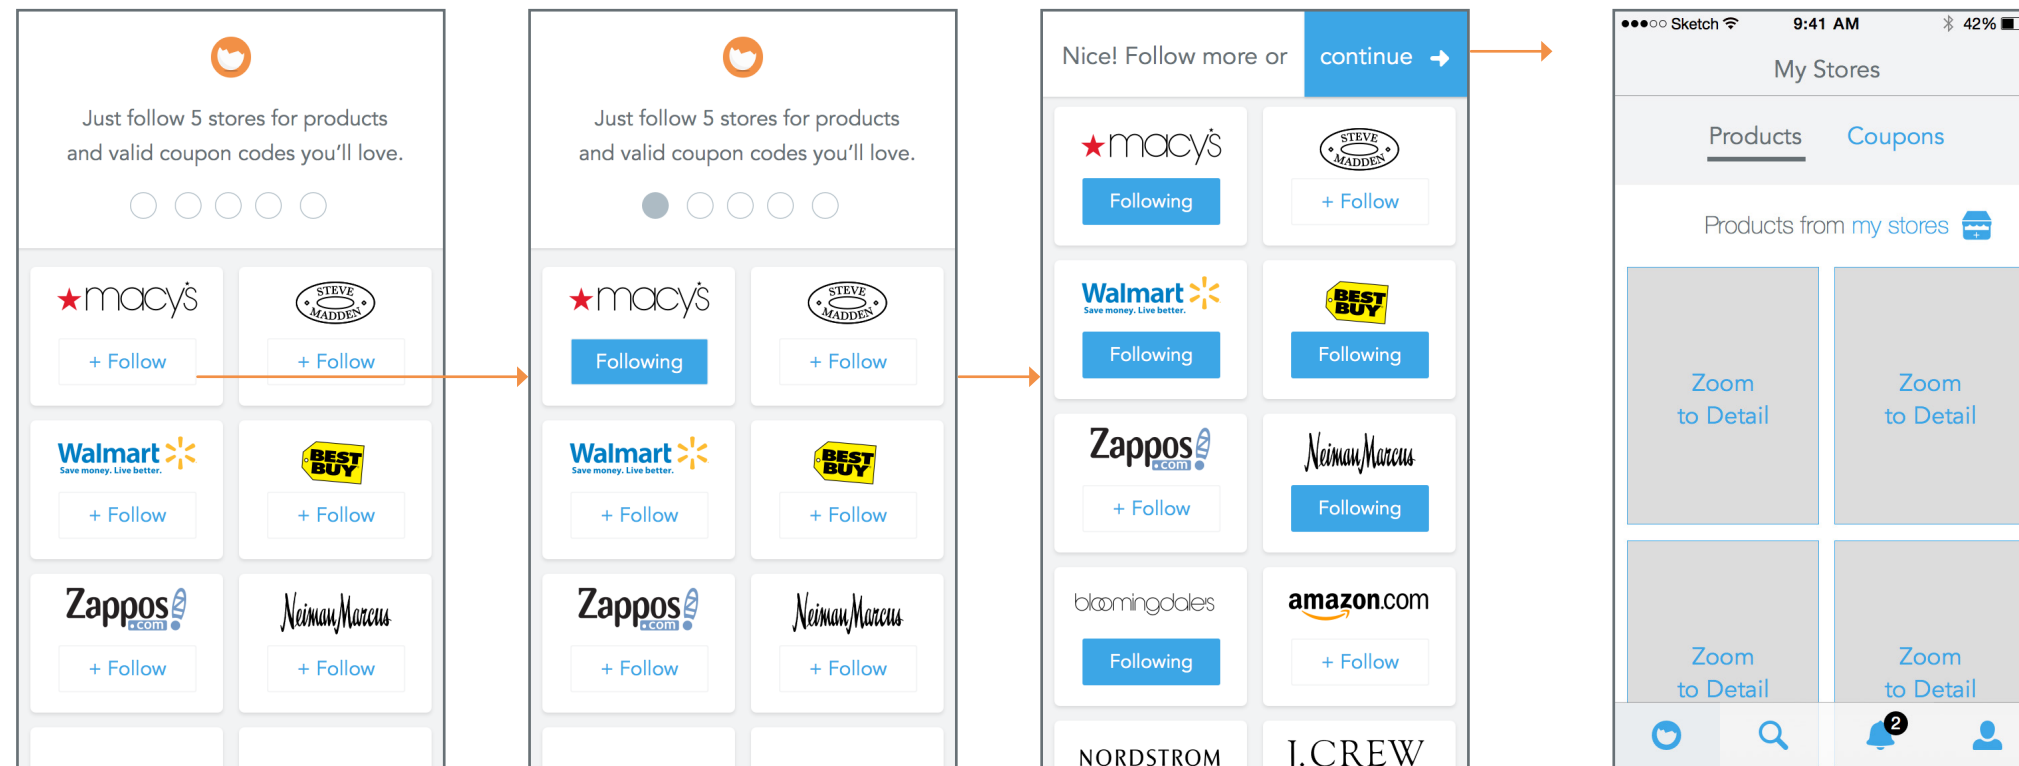 Just follow 5 stores for products
and valid coupon codes you’ll love.
macy's
STEVE
MADDEN
+ Follow
+ Follow
Walmart
Save money. Live better.
BEST
BUY
+ Follow
+ Follow
Zappos
.com
Neiman Marcus
+ Follow
+ Follow
Just follow 5 stores for products
and valid coupon codes you’ll love.
macy's
STEVE
MADDEN
Following
+ Follow
Walmart
Save money. Live better.
BEST
BUY
+ Follow
+ Follow
Zappos
.com
Neiman Marcus
+ Follow
+ Follow
Nice! Follow more or
continue
macy's
STEVE
MADDEN
Following
+ Follow
Walmart
Save money. Live better.
BEST
BUY
Following
Following
Zappos
.com
Neiman Marcus
+ Follow
Following
bloomingdale's
amazon.com
Following
+ Follow
NORDSTROM
J.CREW
Sketch 9:41 AM 42%
My Stores
Products Coupons
Products from my stores
Zoom
to Detail
Zoom
to Detail
Zoom
to Detail
Zoom
to Detail
2